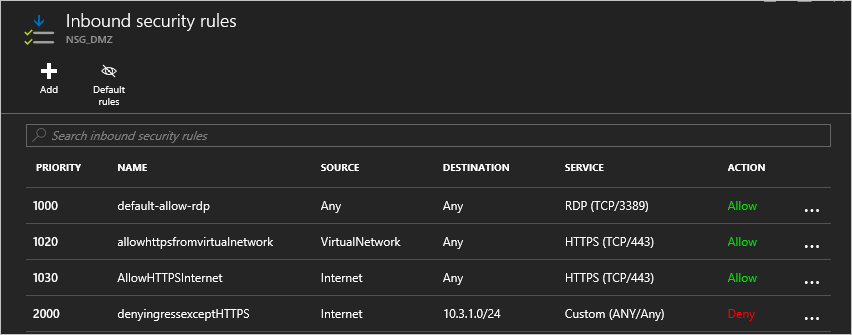 Inbound security rules
NSG_DMZ
Add
Default
rules
Search inbound security rules
PRIORITY NAME SOURCE DESTINATION SERVICE ACTION
1000 default-allow-rdp Any Any RDP (TCP/3389) Allow ...
1020 allowhttpsfromvirtualnetwork VirtualNetwork Any HTTPS (TCP/443) Allow ...
1030 AllowHTTPSInternet Internet Any HTTPS (TCP/443) Allow ...
2000 denyingressexceptHTTPS Internet 10.3.1.0/24 Custom (ANY/Any) Deny ...